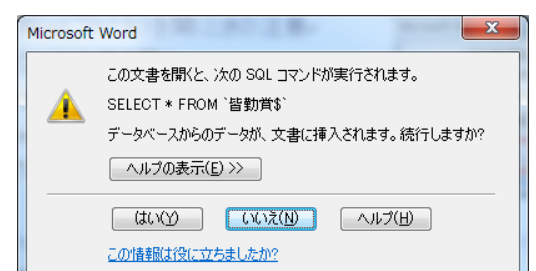 Microsoft Word
この文書を開くと、次の SQL コマンドが実行されます。
SELECT * FROM `皆勤賞$`
データベースからのデータが、文書に挿入されます。続行しますか?
ヘルプの表示(E) >>
はい(Y) いいえ(N) ヘルプ(H)
この情報は役に立ちましたか?